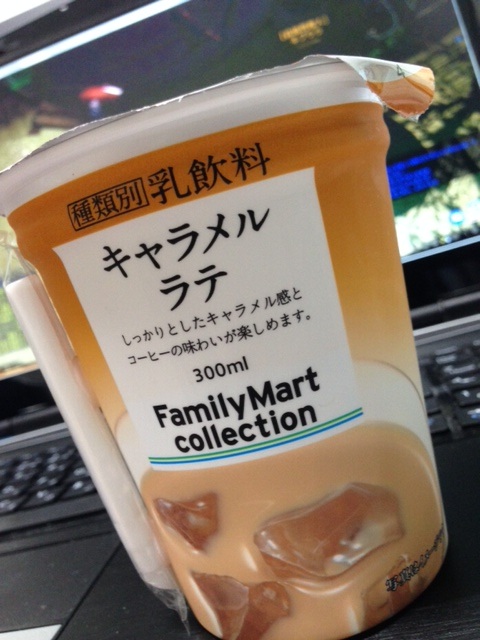 種類別 乳飲料
キャラメル
ラテ
しっかりとしたキャラメル感と
コーヒーの味わいが楽しめます。
300ml
FamilyMart
collection